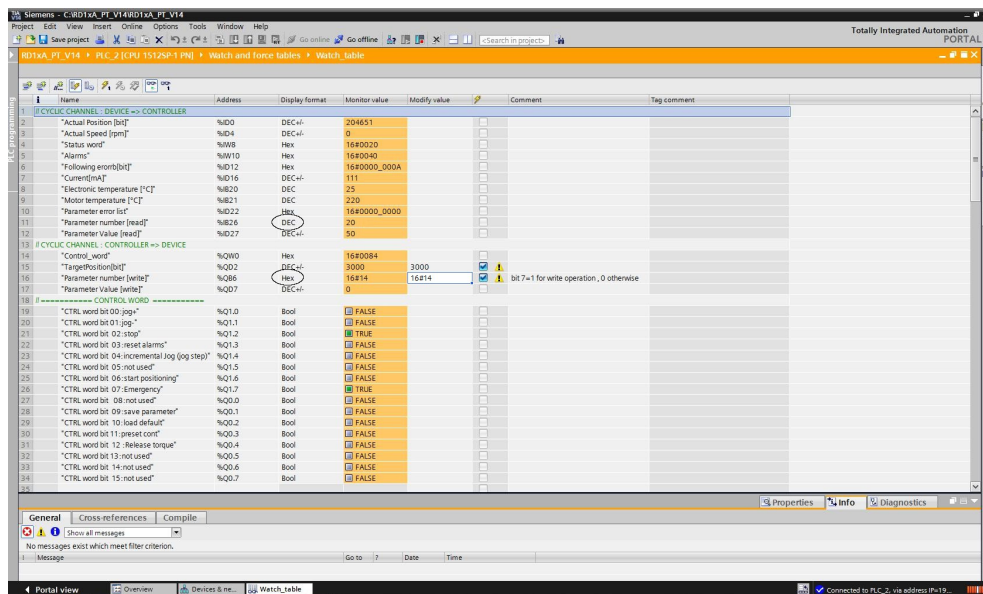 Siemens - C:\RD1xA_PT_V14\RD1xA_PT_V14
Project Edit View Insert Online Options Tools Window Help
Totally Integrated Automation
PORTAL
Save project Go online Go offline <Search in project>
RD1xA_PT_V14 PLC_2 [CPU 1512SP-1 PN] Watch and force tables Watch_table
PLC programming
i Name Address Display format Monitor value Modify value Comment Tag comment
1 // CYCLIC CHANNEL : DEVICE => CONTROLLER
2 "Actual Position [bit]" %ID0 DEC+/- 204651
3 "Actual Speed [rpm]" %ID4 DEC+/- 0
4 "Status word" %IW8 Hex 16#0020
5 "Alarms" %IW10 Hex 16#0040
6 "Following erorrb[bit]" %ID12 Hex 16#0000_000A
7 "Current[mA]" %ID16 DEC+/- 111
8 "Electronic temperature [°C]" %IB20 DEC 25
9 "Motor temperature [°C]" %IB21 DEC 220
10 "Parameter error list" %ID22 Hex 16#0000_0000
11 "Parameter number [read]" %IB26 DEC 20
12 "Parameter Value [read]" %ID27 DEC+/- 50
13 // CYCLIC CHANNEL : CONTROLLER => DEVICE
14 "Control_word" %QW0 Hex 16#0084
15 "TargetPosition[bit]" %QD2 DEC+/- 3000 3000
16 "Parameter number [write]" %QB6 Hex 16#14 16#14 bit 7=1 for write operation , 0 otherwise
17 "Parameter Value [write]" %QD7 DEC+/- 0
18 // =========== CONTROL WORD ===========
19 "CTRL word bit 00:jog+" %Q1.0 Bool FALSE
20 "CTRL word bit 01:jog-" %Q1.1 Bool FALSE
21 "CTRL word bit 02:stop" %Q1.2 Bool TRUE
22 "CTRL word bit 03:reset alarms" %Q1.3 Bool FALSE
23 "CTRL word bit 04:incremental Jog (jog step)" %Q1.4 Bool FALSE
24 "CTRL word bit 05:not used" %Q1.5 Bool FALSE
25 "CTRL word bit 06:start positioning" %Q1.6 Bool FALSE
26 "CTRL word bit 07:Emergency" %Q1.7 Bool TRUE
27 "CTRL word bit 08:not used" %Q0.0 Bool FALSE
28 "CTRL word bit 09:save parameter" %Q0.1 Bool FALSE
29 "CTRL word bit 10:load default" %Q0.2 Bool FALSE
30 "CTRL word bit 11:preset cont" %Q0.3 Bool FALSE
31 "CTRL word bit 12 :Release torque" %Q0.4 Bool FALSE
32 "CTRL word bit 13:not used" %Q0.5 Bool FALSE
33 "CTRL word bit 14:not used" %Q0.6 Bool FALSE
34 "CTRL word bit 15:not used" %Q0.7 Bool FALSE
35
Properties Info Diagnostics
General Cross-references Compile
Show all messages
No messages exist which meet filter criterion.
! Message Go to ? Date Time
Portal view Overview Devices & ne... Watch_table Connected to PLC_2, via address IP=19...